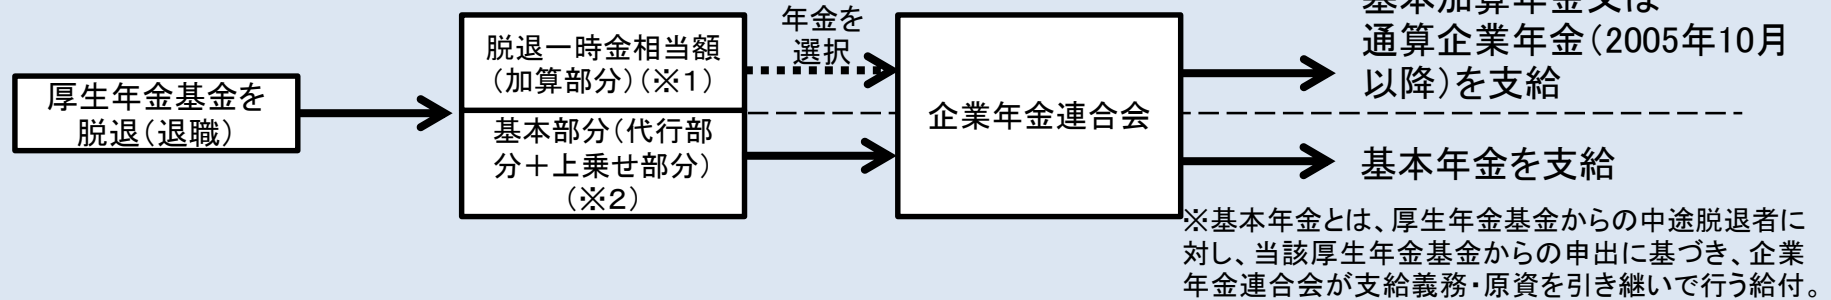 厚生年金基金を
脱退(退職)
脱退一時金相当額
(加算部分)(※1)
基本部分(代行部
分＋上乗せ部分)
(※2)
年金を
選択
企業年金連合会
基本加算年金又は
通算企業年金(2005年10月
以降)を支給
基本年金を支給
※基本年金とは、厚生年金基金からの中途脱退者に
対し、当該厚生年金基金からの申出に基づき、企業
年金連合会が支給義務・原資を引き継いで行う給付。